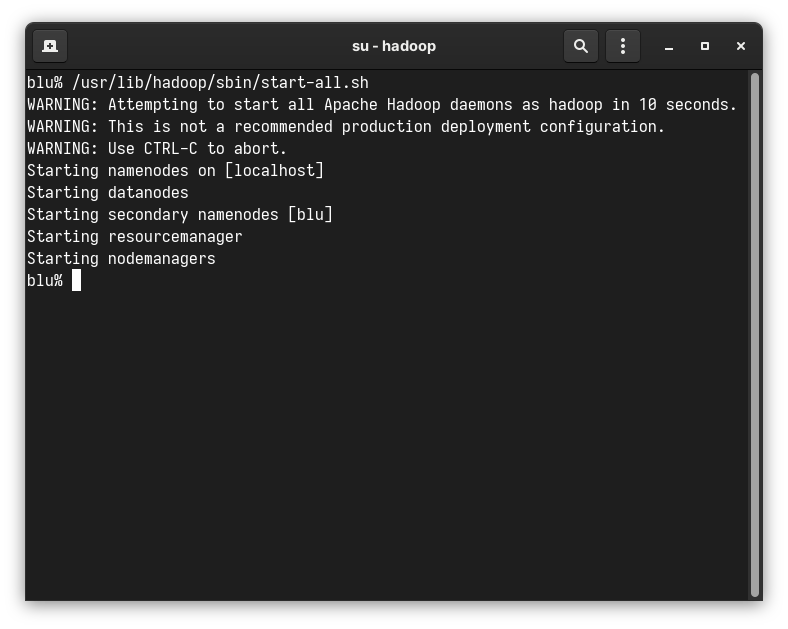 su - hadoop
blu% /usr/lib/hadoop/sbin/start-all.sh
WARNING: Attempting to start all Apache Hadoop daemons as hadoop in 10 seconds.
WARNING: This is not a recommended production deployment configuration.
WARNING: Use CTRL-C to abort.
Starting namenodes on [localhost]
Starting datanodes
Starting secondary namenodes [blu]
Starting resourcemanager
Starting nodemanagers
blu%